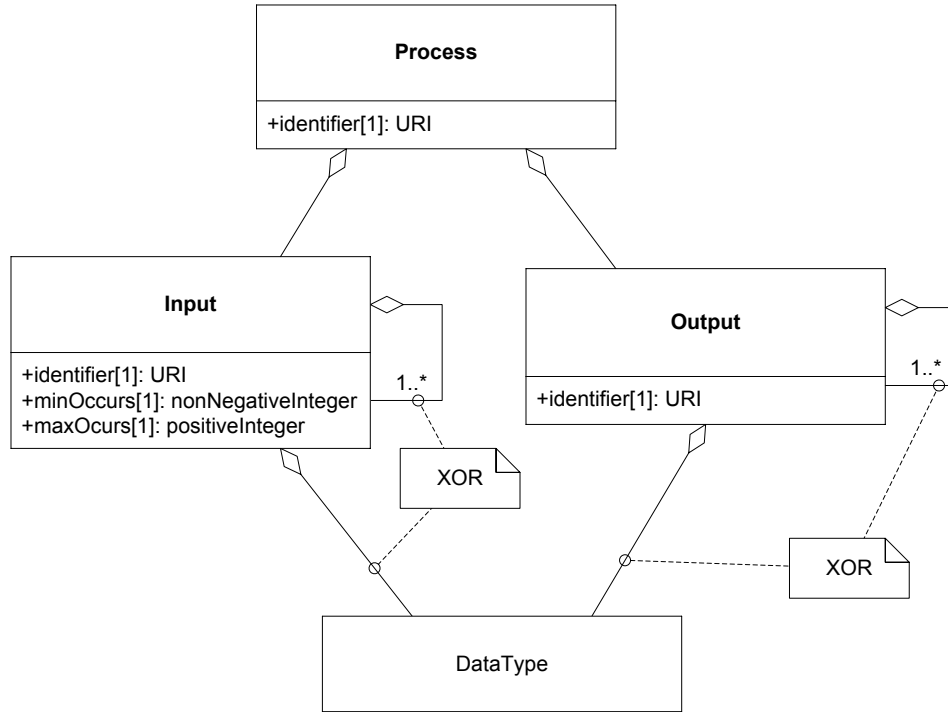 Process
+identifier[1]: URI
Input
+identifier[1]: URI
+minOccurs[1]: nonNegativeInteger
+maxOcurs[1]: positiveInteger
1..*
XOR
Output
+identifier[1]: URI
1..*
XOR
DataType